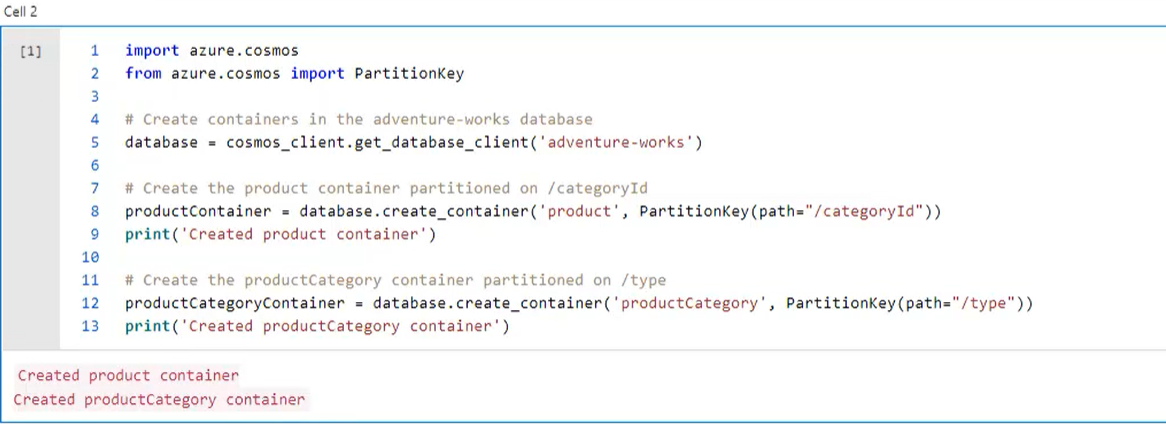 Cell 2
[1]
1 import azure.cosmos
2 from azure.cosmos import PartitionKey
3
4 # Create containers in the adventure-works database
5 database = cosmos_client.get_database_client('adventure-works')
6
7 # Create the product container partitioned on /categoryId
8 productContainer = database.create_container('product', PartitionKey(path="/categoryId"))
9 print('Created product container')
10
11 # Create the productCategory container partitioned on /type
12 productCategoryContainer = database.create_container('productCategory', PartitionKey(path="/type"))
13 print('Created productCategory container')
Created product container
Created productCategory container